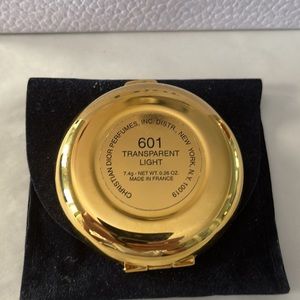 CHRISTIAN DIOR PERFUMES, INC. DISTR., NEW YORK, N.Y. 10019
601
TRANSPARENT
LIGHT
7.4g - NET WT. 0.26 OZ.
MADE IN FRANCE